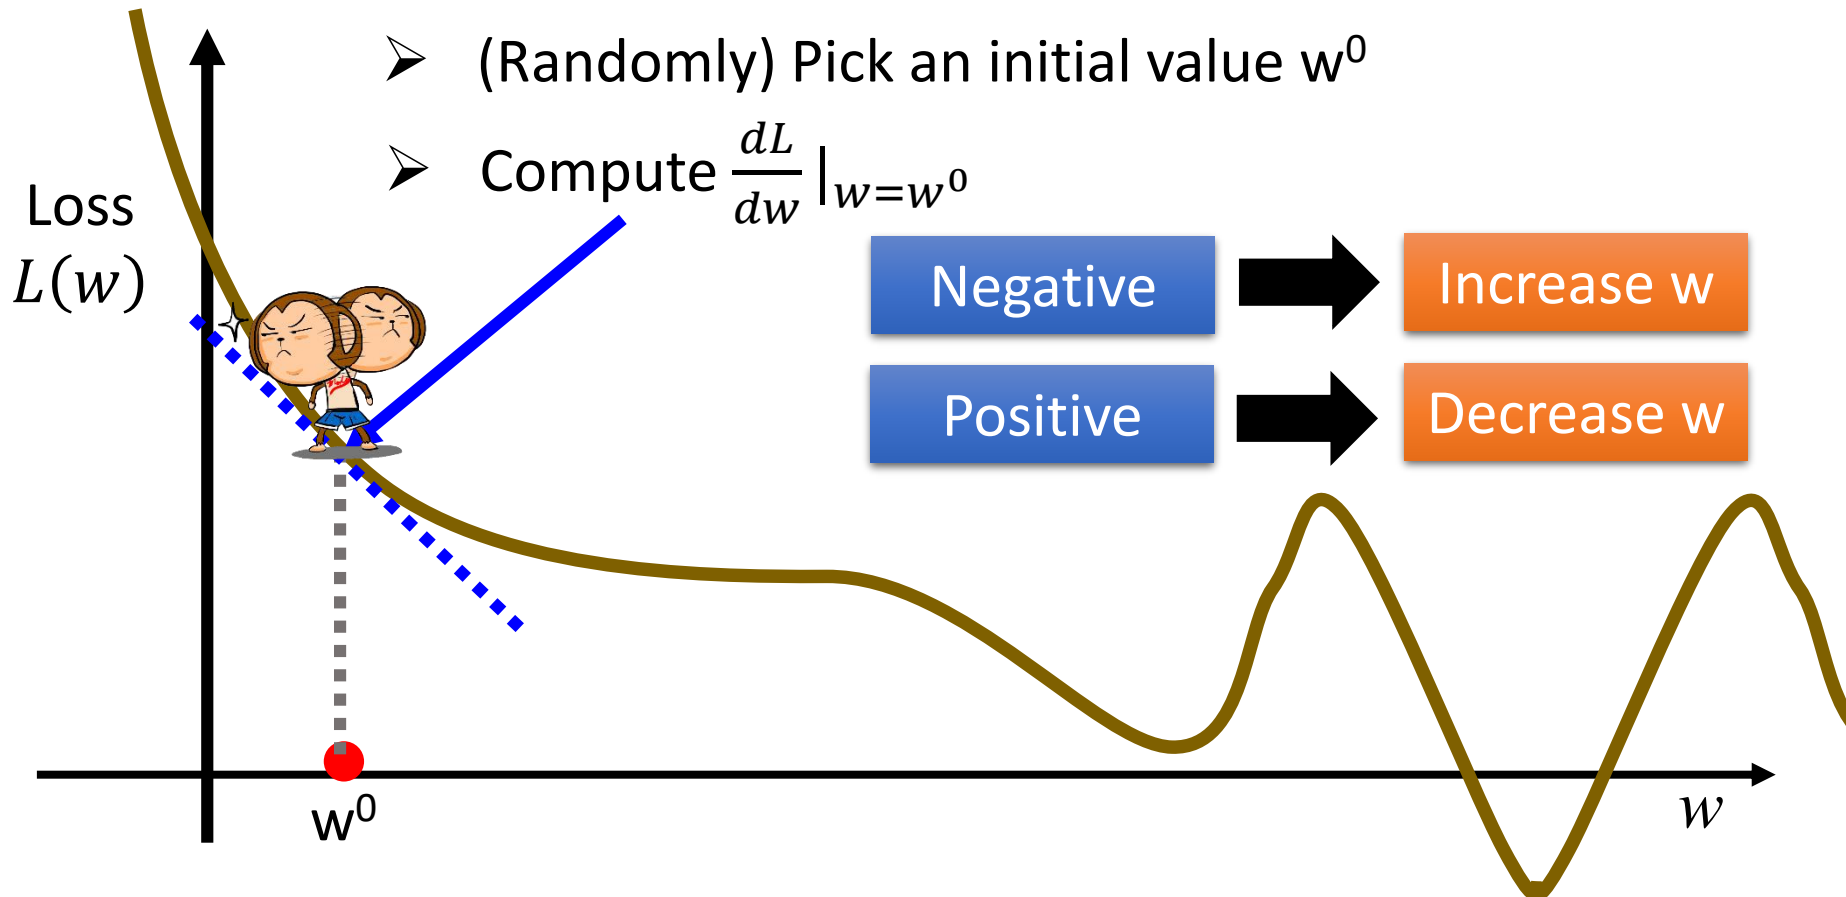 (Randomly) Pick an initial value w⁰
Compute dL/dw |w=w⁰
Loss
L(w)
Negative
Increase w
Positive
Decrease w
w⁰
w